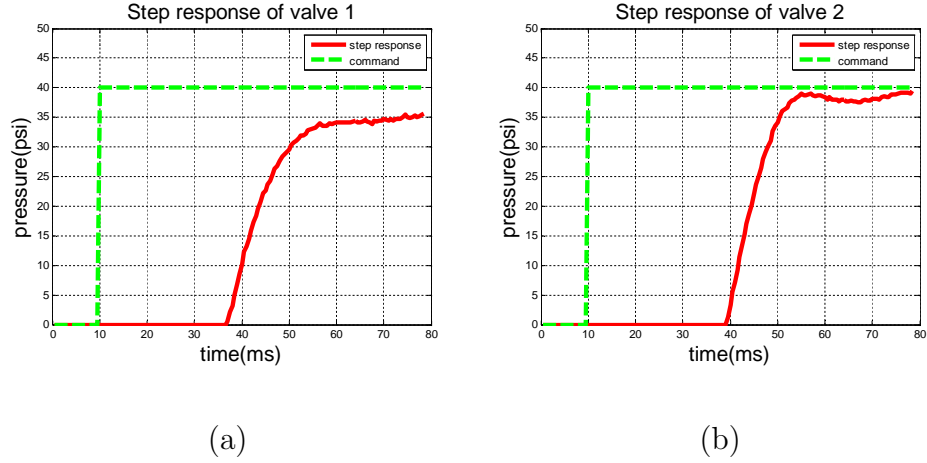 Step response of valve 1
50
45
40
35
30
25
20
15
10
5
0
pressure(psi)
step response
command
0 10 20 30 40 50 60 70 80
time(ms)
(a)
Step response of valve 2
50
45
40
35
30
25
20
15
10
5
0
pressure(psi)
step response
command
0 10 20 30 40 50 60 70 80
time(ms)
(b)